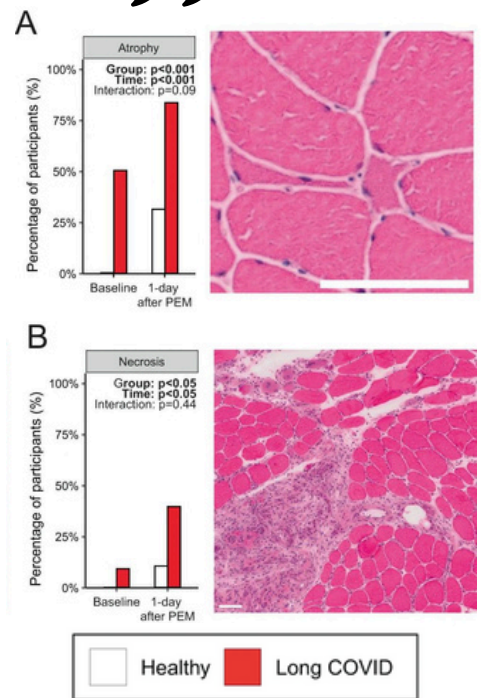 A
Atrophy
Group: p<0.001
Time: p<0.001
Interaction: p=0.09
Percentage of participants (%)
100%
75%
50%
25%
0%
Baseline
1-day
after PEM
B
Necrosis
Group: p<0.05
Time: p<0.05
Interaction: p=0.44
Percentage of participants (%)
100%
75%
50%
25%
0%
Baseline
1-day
after PEM
Healthy
Long COVID